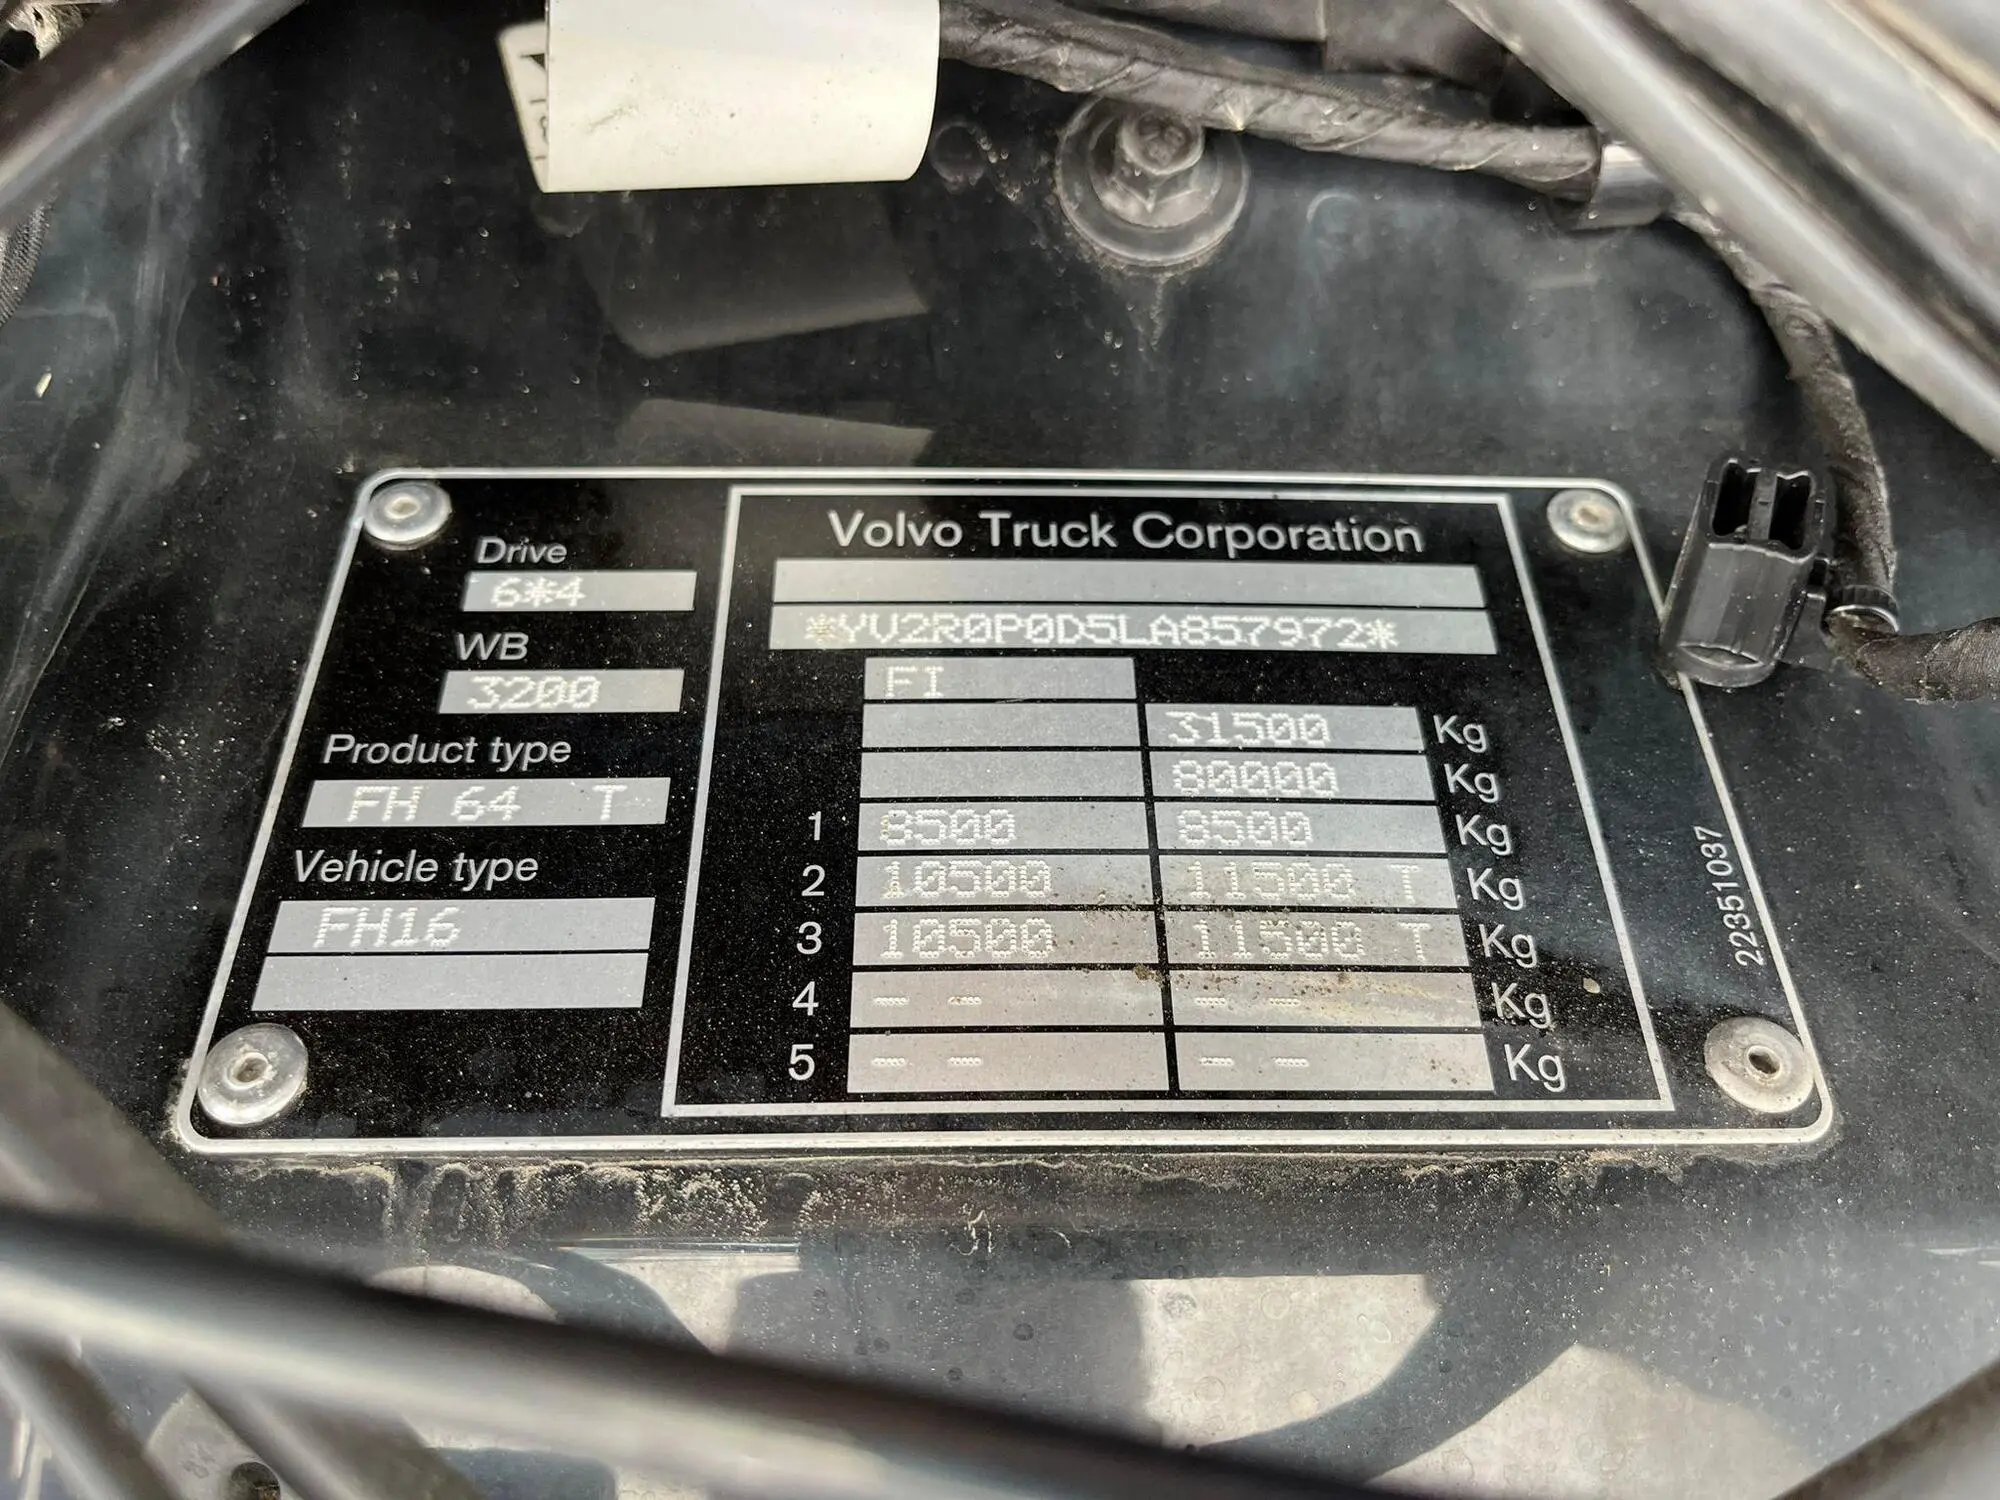 Drive
6*4
WB
3200
Product type
FH 64 T
Vehicle type
FH16
Volvo Truck Corporation
*YV2R0P0D5LA857972*
FI
31500 Kg
80000 Kg
1 8500 8500 Kg
2 10500 11500 T Kg
3 10500 11500 T Kg
4 -- -- -- -- Kg
5 -- -- -- -- Kg
22351037